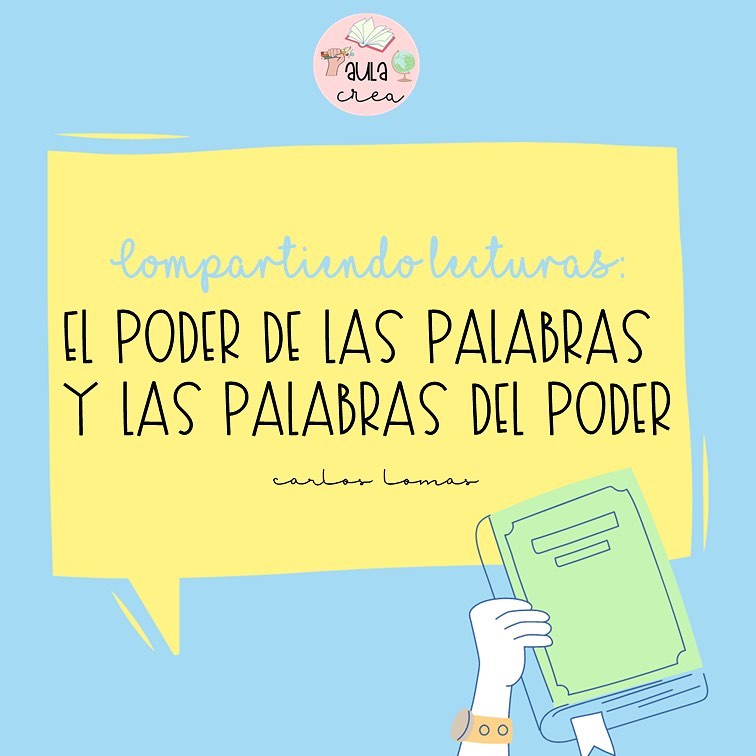 aula
crea
Compartiendo lecturas:
EL PODER DE LAS PALABRAS
Y LAS PALABRAS DEL PODER
carlos lomas